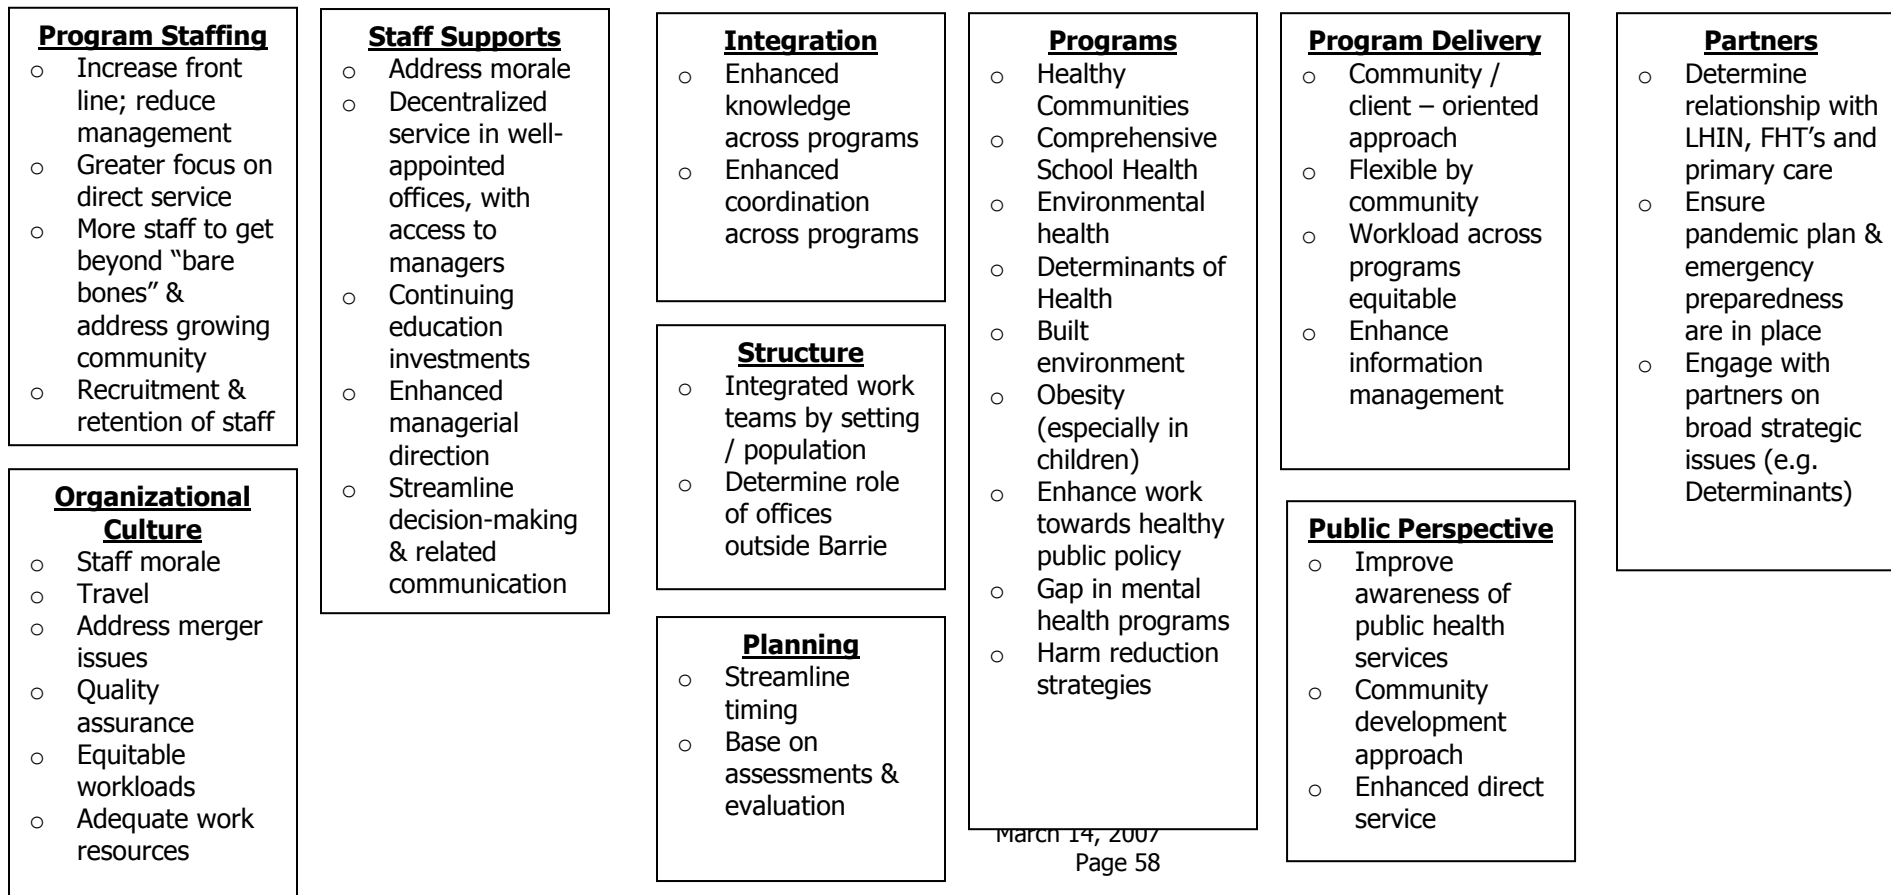 Program Staffing
o Increase front
line; reduce
management
o Greater focus on
direct service
o More staff to get
beyond “bare
bones” &
address growing
community
o Recruitment &
retention of staff
Organizational
Culture
o Staff morale
o Travel
o Address merger
issues
o Quality
assurance
o Equitable
workloads
o Adequate work
resources
Staff Supports
o Address morale
o Decentralized
service in well-
appointed
offices, with
access to
managers
o Continuing
education
investments
o Enhanced
managerial
direction
o Streamline
decision-making
& related
communication
Integration
o Enhanced
knowledge
across programs
o Enhanced
coordination
across programs
Structure
o Integrated work
teams by setting
/ population
o Determine role
of offices
outside Barrie
Planning
o Streamline
timing
o Base on
assessments &
evaluation
Programs
o Healthy
Communities
o Comprehensive
School Health
o Environmental
health
o Determinants of
Health
o Built
environment
o Obesity
(especially in
children)
o Enhance work
towards healthy
public policy
o Gap in mental
health programs
o Harm reduction
strategies
Program Delivery
o Community /
client – oriented
approach
o Flexible by
community
o Workload across
programs
equitable
o Enhance
information
management
Public Perspective
o Improve
awareness of
public health
services
o Community
development
approach
o Enhanced direct
service
Partners
o Determine
relationship with
LHIN, FHT’s and
primary care
o Ensure
pandemic plan &
emergency
preparedness
are in place
o Engage with
partners on
broad strategic
issues (e.g.
Determinants)
March 14, 2007
Page 58